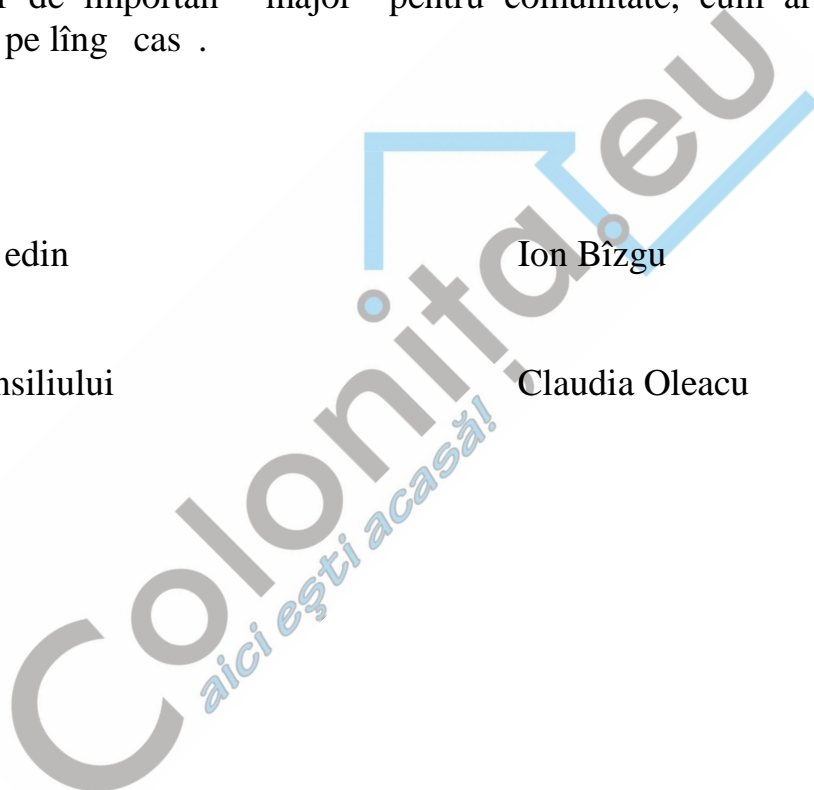 de importan major pentru comunitate, cum ar
pe lîng cas .
edin Ion Bîzgu
nsiliului Claudia Oleacu
Colonita.eu
aici ești acasă!